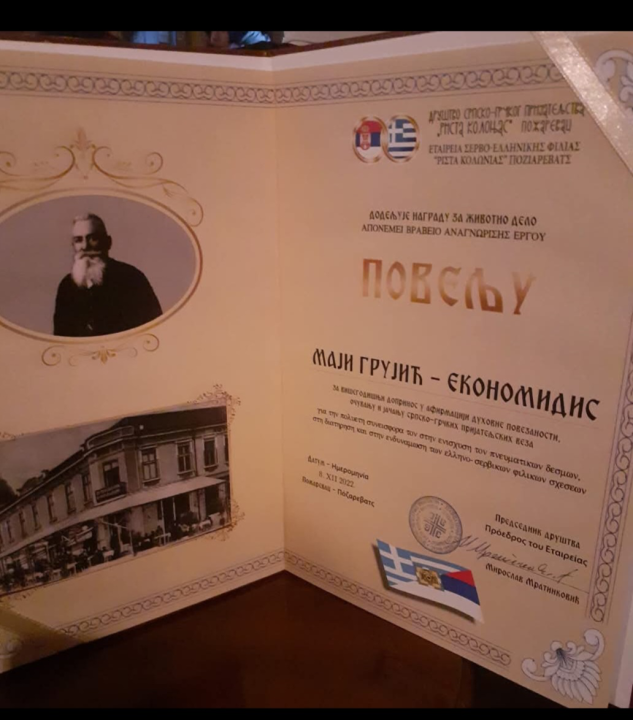 ДРУШТВО СРПСКО-ГРЧКОГ ПРИЈАТЕЉСТВА
"РИСТА КОЛОЊАС" ПОЖАРЕВАЦ
ΕΤΑΙΡΕΙΑ ΣΕΡΒΟ-ΕΛΛΗΝΙΚΗΣ ΦΙΛΙΑΣ
"ΡΙΣΤΑ ΚΟΛΟΝΙΑΣ" ΠΟΖΙΑΡΕΒΑΤΣ
ДОДЕЉУЈЕ НАГРАДУ ЗА ЖИВОТНО ДЕЛО
ΑΠΟΝΕΜΕΙ ΒΡΑΒΕΙΟ ΑΝΑΓΝΩΡΙΣΗΣ ΕΡΓΟΥ
ПОВЕЉУ
МАЈИ ГРУЈИЋ – ЕКОНОМИДИС
за вишегодишњи допринос у афирмацији духовне повезаности,
очувању и јачању српско-грчких пријатељских веза
για την πολυετή συνεισφορά του στην ενίσχυση των πνευματικών δεσμών,
στη διατήρηση και στην ενδυνάμωση των ελληνο-σερβικών φιλικών σχέσεων
Датум – Ημερομηνία
8. XII 2022.
Пожаревац – Ποζαρεβατς
Председник друштва
Πρόεδρος του Εταιρείας
Мирослав Мратинковић